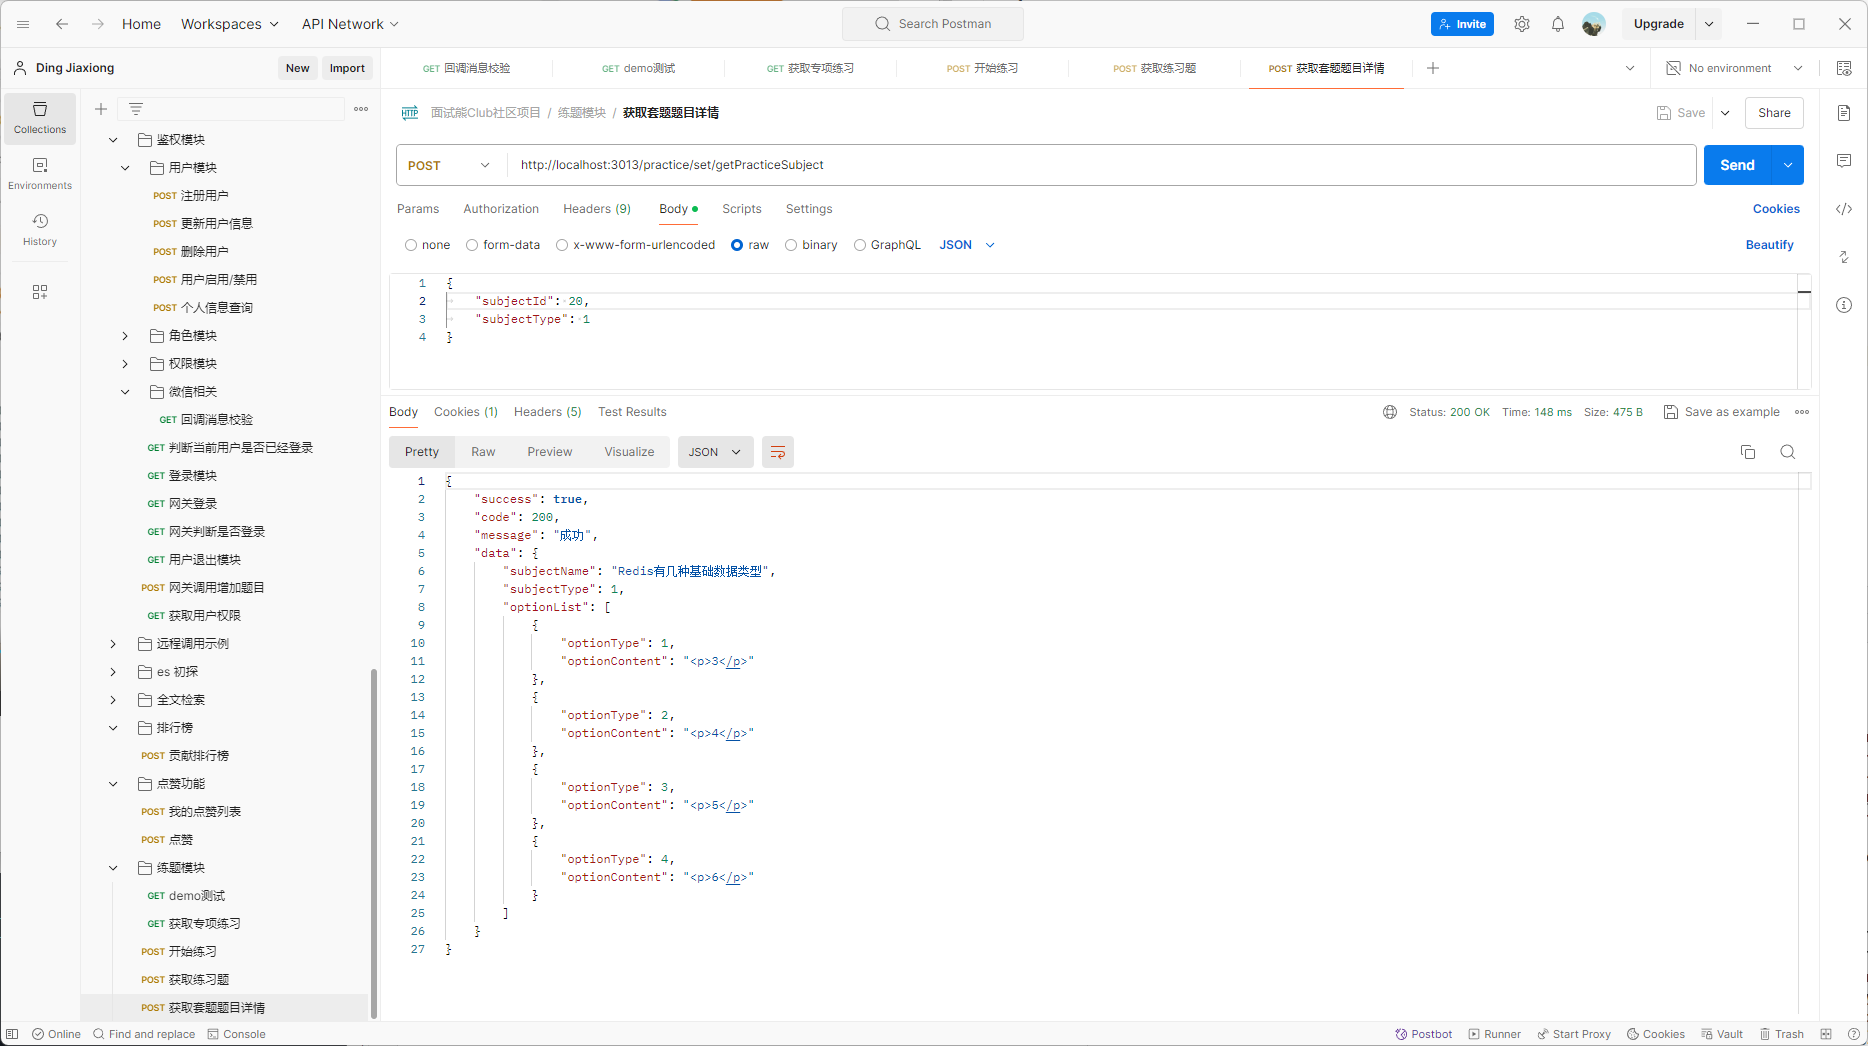 Home Workspaces API Network Search Postman Invite Upgrade
Ding Jiaxiong New Import GET 回调消息校验 GET demo测试 GET 获取专项练习 POST 开始练习 POST 获取练习题 POST 获取套题题目详情 No environment
Collections
Environments
History
鉴权模块
用户模块
POST 注册用户
POST 更新用户信息
POST 删除用户
POST 用户启用/禁用
POST 个人信息查询
角色模块
权限模块
微信相关
GET 回调消息校验
GET 判断当前用户是否已经登录
GET 登录模块
GET 网关登录
GET 网关判断是否登录
GET 用户退出模块
POST 网关调用增加题目
GET 获取用户权限
远程调用示例
es 初探
全文检索
排行榜
POST 贡献排行榜
点赞功能
POST 我的点赞列表
POST 点赞
练题模块
GET demo测试
GET 获取专项练习
POST 开始练习
POST 获取练习题
POST 获取套题题目详情
HTTP 面试熊Club社区项目 / 练题模块 / 获取套题题目详情 Save Share
POST http://localhost:3013/practice/set/getPracticeSubject Send
Params Authorization Headers (9) Body Scripts Settings Cookies
none form-data x-www-form-urlencoded raw binary GraphQL JSON Beautify
1 {
2 "subjectId": 20,
3 "subjectType": 1
4 }
Body Cookies (1) Headers (5) Test Results Status: 200 OK Time: 148 ms Size: 475 B Save as example
Pretty Raw Preview Visualize JSON
1 {
2 "success": true,
3 "code": 200,
4 "message": "成功",
5 "data": {
6 "subjectName": "Redis有几种基础数据类型",
7 "subjectType": 1,
8 "optionList": [
9 {
10 "optionType": 1,
11 "optionContent": "<p>3</p>"
12 },
13 {
14 "optionType": 2,
15 "optionContent": "<p>4</p>"
16 },
17 {
18 "optionType": 3,
19 "optionContent": "<p>5</p>"
20 },
21 {
22 "optionType": 4,
23 "optionContent": "<p>6</p>"
24 }
25 ]
26 }
27 }
Online Find and replace Console Postbot Runner Start Proxy Cookies Vault Trash